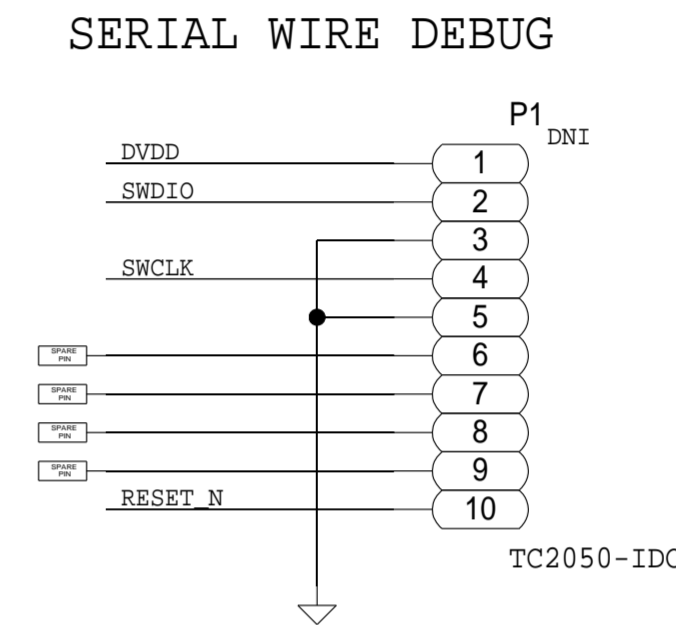 SERIAL WIRE DEBUG
P1
DNI
DVDD
1
SWDIO
2
3
SWCLK
4
5
SPARE
PIN
6
SPARE
PIN
7
SPARE
PIN
8
SPARE
PIN
9
RESET_N
10
TC2050-IDC